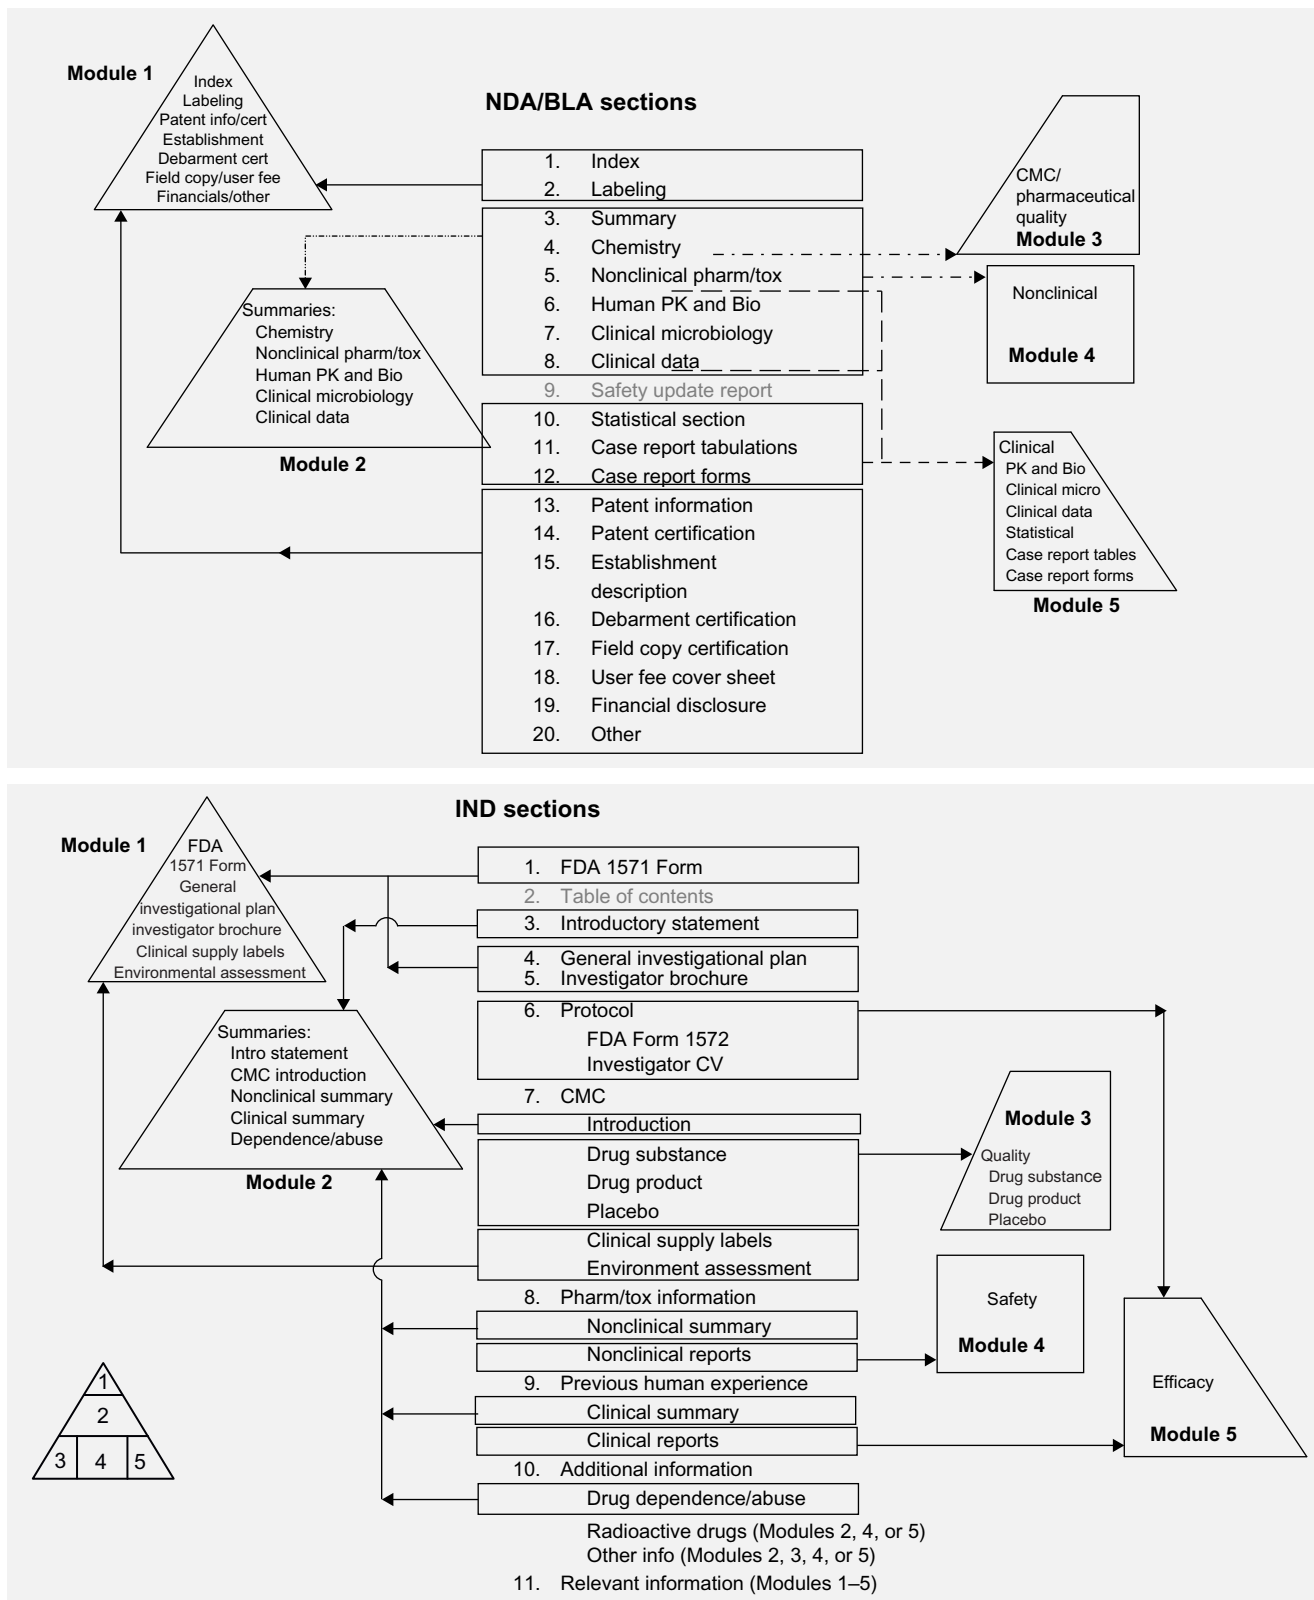 Module 1
Index
Labeling
Patent info/cert
Establishment
Debarment cert
Field copy/user fee
Financials/other
NDA/BLA sections
1. Index
2. Labeling
3. Summary
4. Chemistry
5. Nonclinical pharm/tox
6. Human PK and Bio
7. Clinical microbiology
8. Clinical data
9. Safety update report
10. Statistical section
11. Case report tabulations
12. Case report forms
13. Patent information
14. Patent certification
15. Establishment
description
16. Debarment certification
17. Field copy certification
18. User fee cover sheet
19. Financial disclosure
20. Other
Summaries:
Chemistry
Nonclinical pharm/tox
Human PK and Bio
Clinical microbiology
Clinical data
Module 2
CMC/
pharmaceutical
quality
Module 3
Nonclinical
Module 4
Clinical
PK and Bio
Clinical micro
Clinical data
Statistical
Case report tables
Case report forms
Module 5
IND sections
Module 1
FDA
1571 Form
General
investigational plan
investigator brochure
Clinical supply labels
Environmental assessment
1. FDA 1571 Form
2. Table of contents
3. Introductory statement
4. General investigational plan
5. Investigator brochure
6. Protocol
FDA Form 1572
Investigator CV
7. CMC
Introduction
Drug substance
Drug product
Placebo
Clinical supply labels
Environment assessment
8. Pharm/tox information
Nonclinical summary
Nonclinical reports
9. Previous human experience
Clinical summary
Clinical reports
10. Additional information
Drug dependence/abuse
Radioactive drugs (Modules 2, 4, or 5)
Other info (Modules 2, 3, 4, or 5)
11. Relevant information (Modules 1–5)
Summaries:
Intro statement
CMC introduction
Nonclinical summary
Clinical summary
Dependence/abuse
Module 2
Module 3
Quality
Drug substance
Drug product
Placebo
Safety
Module 4
Efficacy
Module 5
1
2
3 4 5